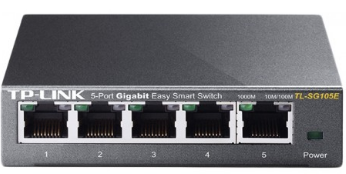 TP-LINK 5-Port Gigabit Easy Smart Switch 1000M 10M/100M TL-SG105E
1 2 3 4 5 Power